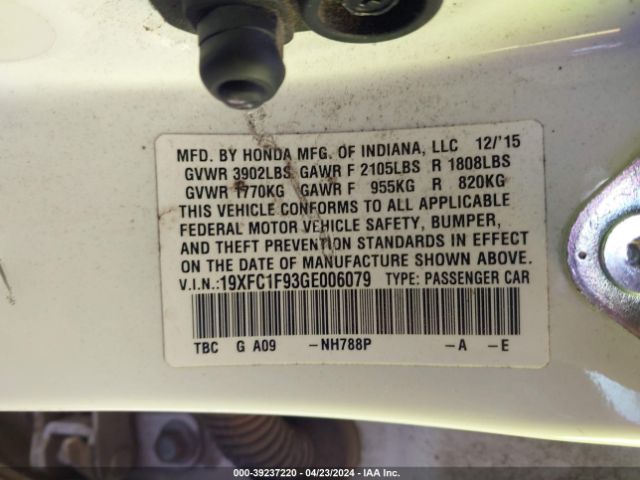 MFD. BY HONDA MFG. OF INDIANA, LLC 12/'15
GVWR 3902LBS GAWR F 2105LBS R 1808LBS
GVWR 1770KG GAWR F 955KG R 820KG
THIS VEHICLE CONFORMS TO ALL APPLICABLE
FEDERAL MOTOR VEHICLE SAFETY, BUMPER,
AND THEFT PREVENTION STANDARDS IN EFFECT
ON THE DATE OF MANUFACTURE SHOWN ABOVE.
V.I.N.:19XFC1F93GE006079 TYPE: PASSENGER CAR
TBC G A09 -NH788P -A -E
000-39237220 - 04/23/2024 - IAA Inc.